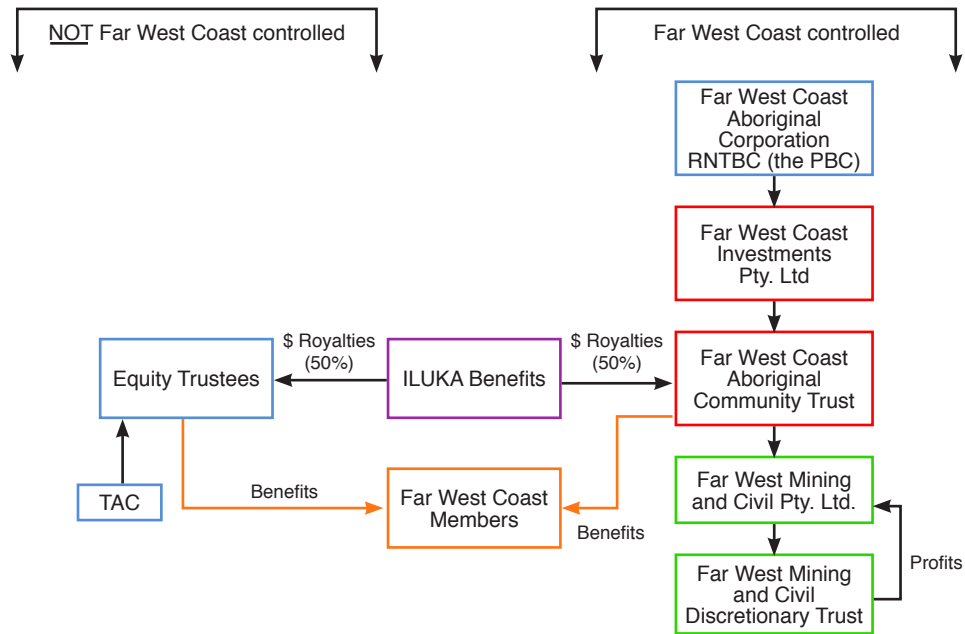 NOT Far West Coast controlled
Far West Coast controlled
Far West Coast
Aboriginal
Corporation
RNTBC (the PBC)
Far West Coast
Investments
Pty. Ltd
$ Royalties
(50%)
$ Royalties
(50%)
Equity Trustees
ILUKA Benefits
Far West Coast
Aboriginal
Community Trust
TAC
Benefits
Far West Coast
Members
Benefits
Far West Mining
and Civil Pty. Ltd.
Profits
Far West Mining
and Civil
Discretionary Trust